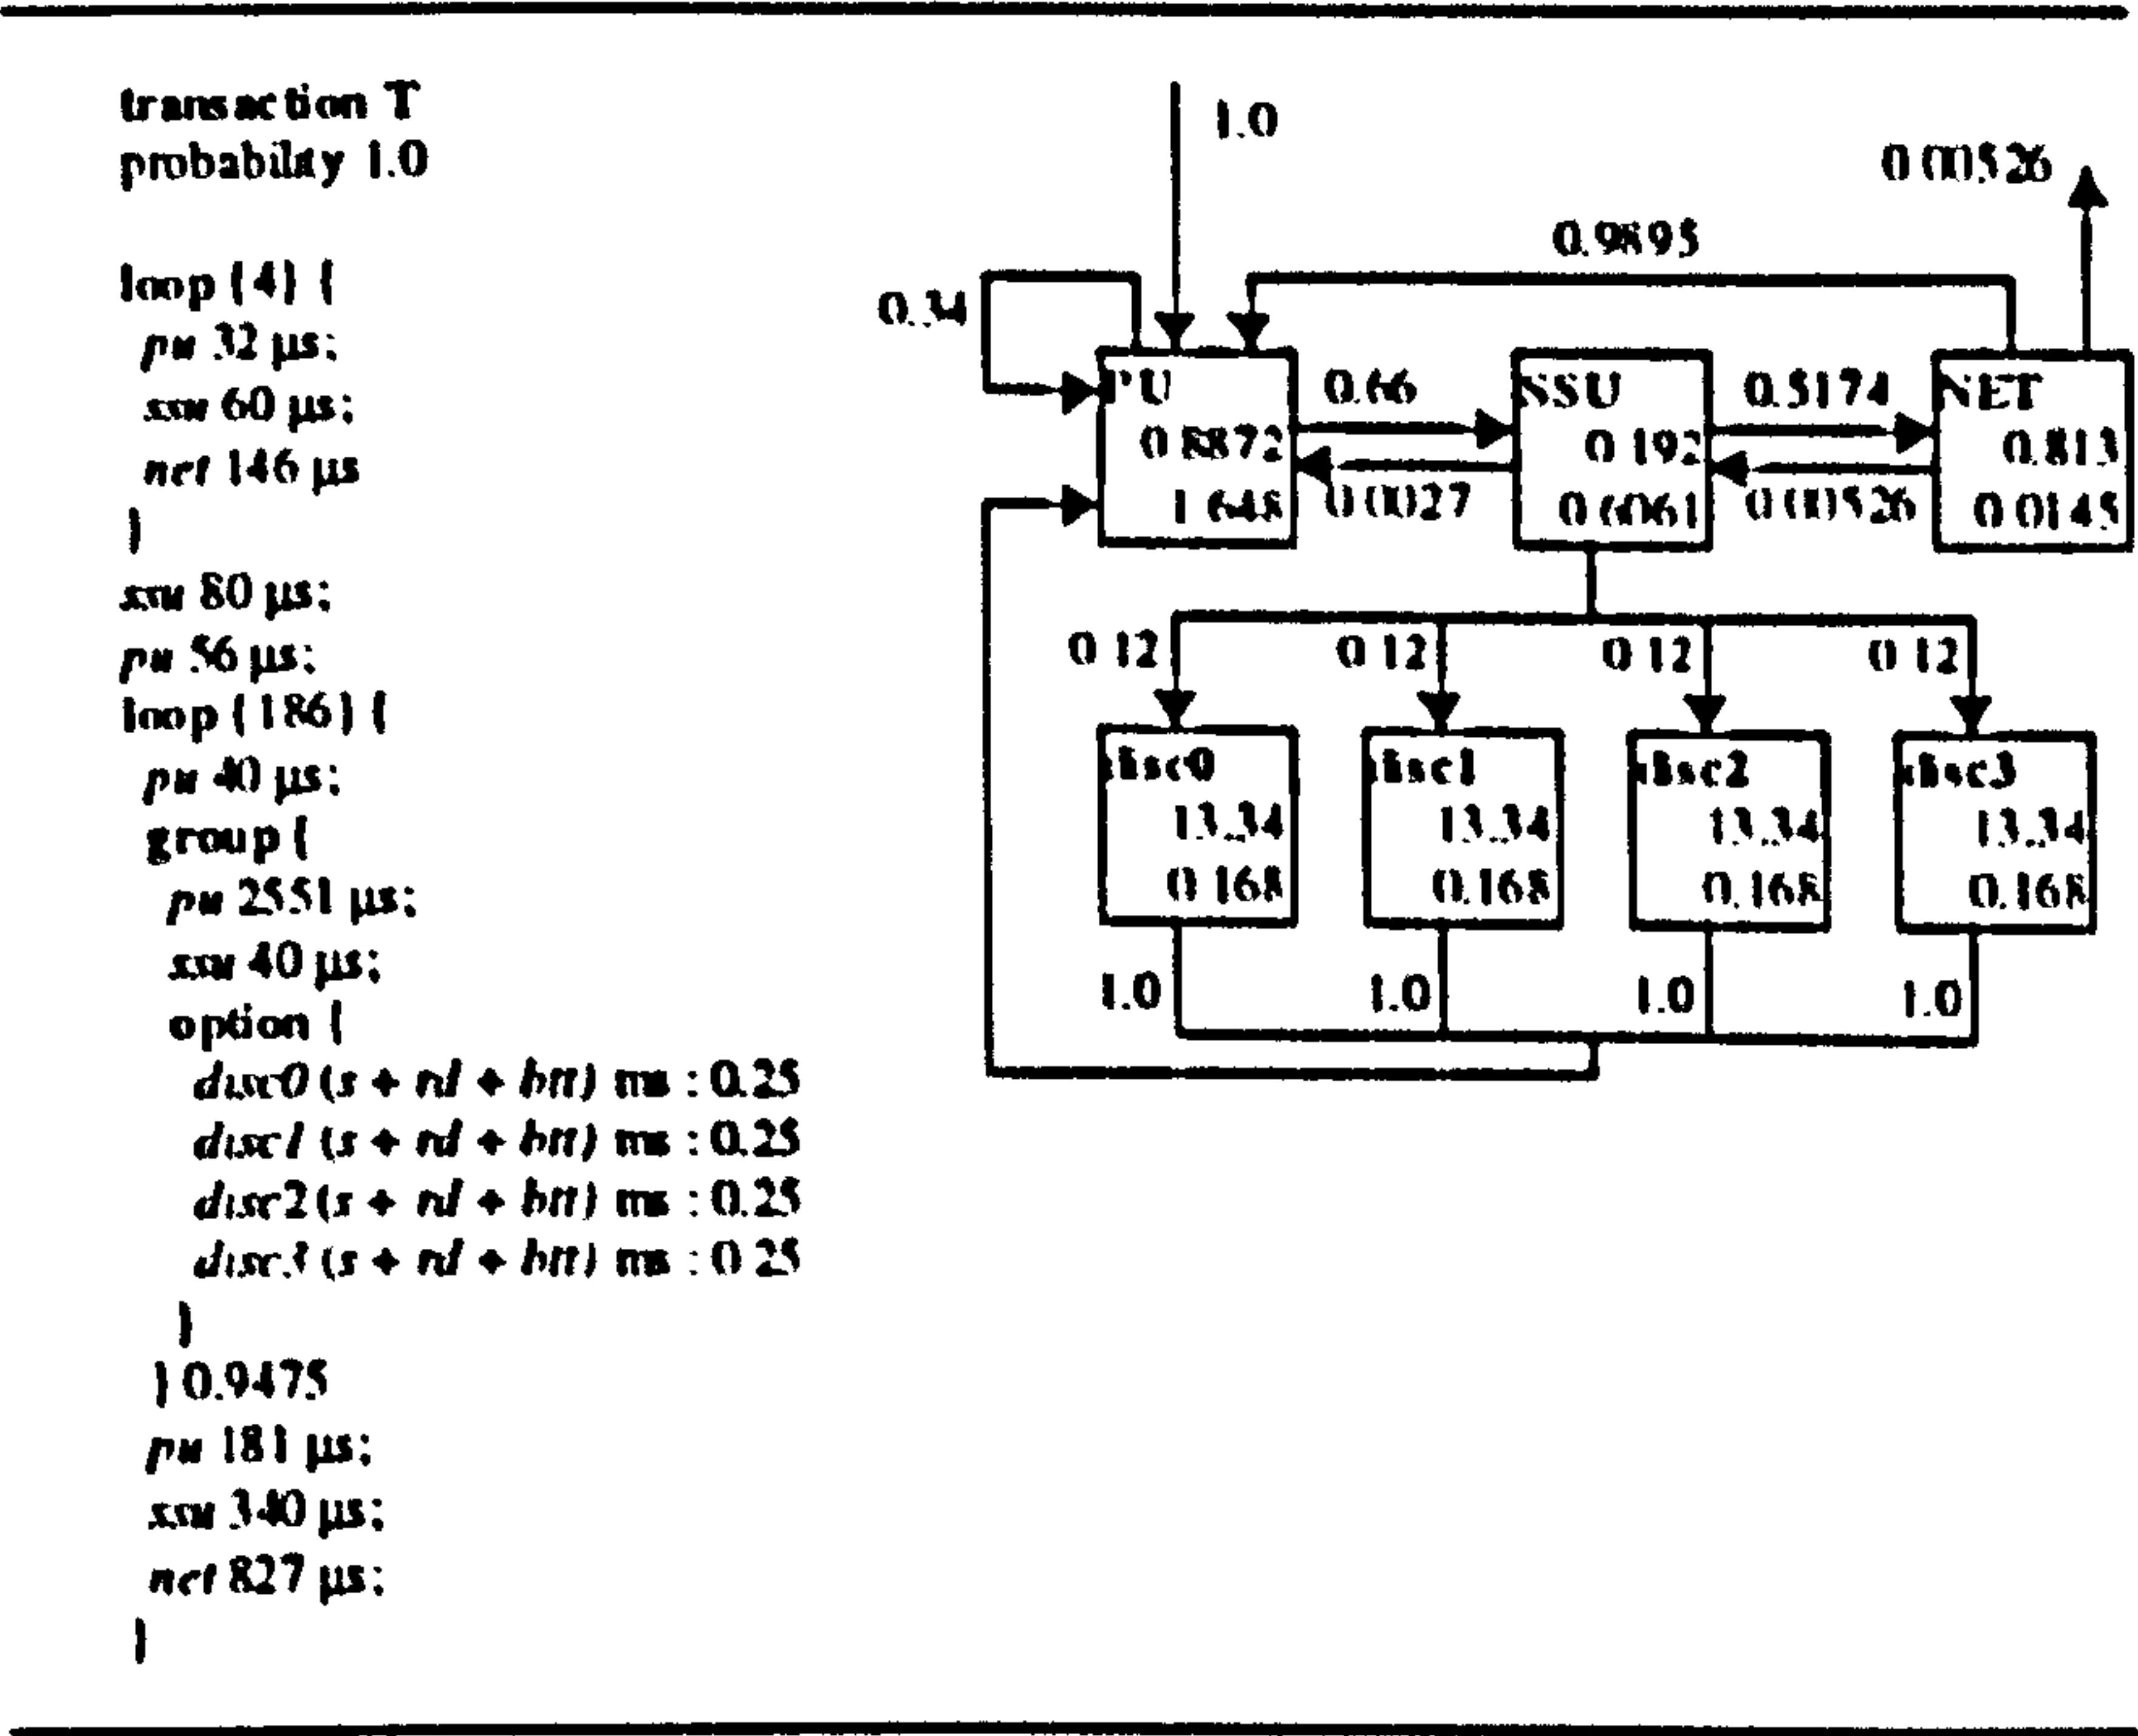 transaction T
probability 1.0
loop (4) {
pu 32 µs;
ssu 60 µs;
net 146 µs
}
ssu 80 µs;
pu 56 µs;
loop (186) {
pu 40 µs;
group {
pu 2551 µs;
ssu 40 µs;
option {
disc0 (s + rd + btt) ms : 0.25
disc1 (s + rd + btt) ms : 0.25
disc2 (s + rd + btt) ms : 0.25
disc3 (s + rd + btt) ms : 0.25
}
} 0.9475
pu 181 µs;
ssu 340 µs;
net 827 µs;
}
1.0
0.00526
0.9895
0.34
PU
0.8872
1.648
0.66
0.0027
SSU
0.192
0.6061
0.5174
0.00526
NET
0.813
0.0145
0.12
0.12
0.12
0.12
disc0
13.34
0.168
disc1
13.34
0.168
disc2
13.34
0.168
disc3
13.34
0.168
1.0
1.0
1.0
1.0